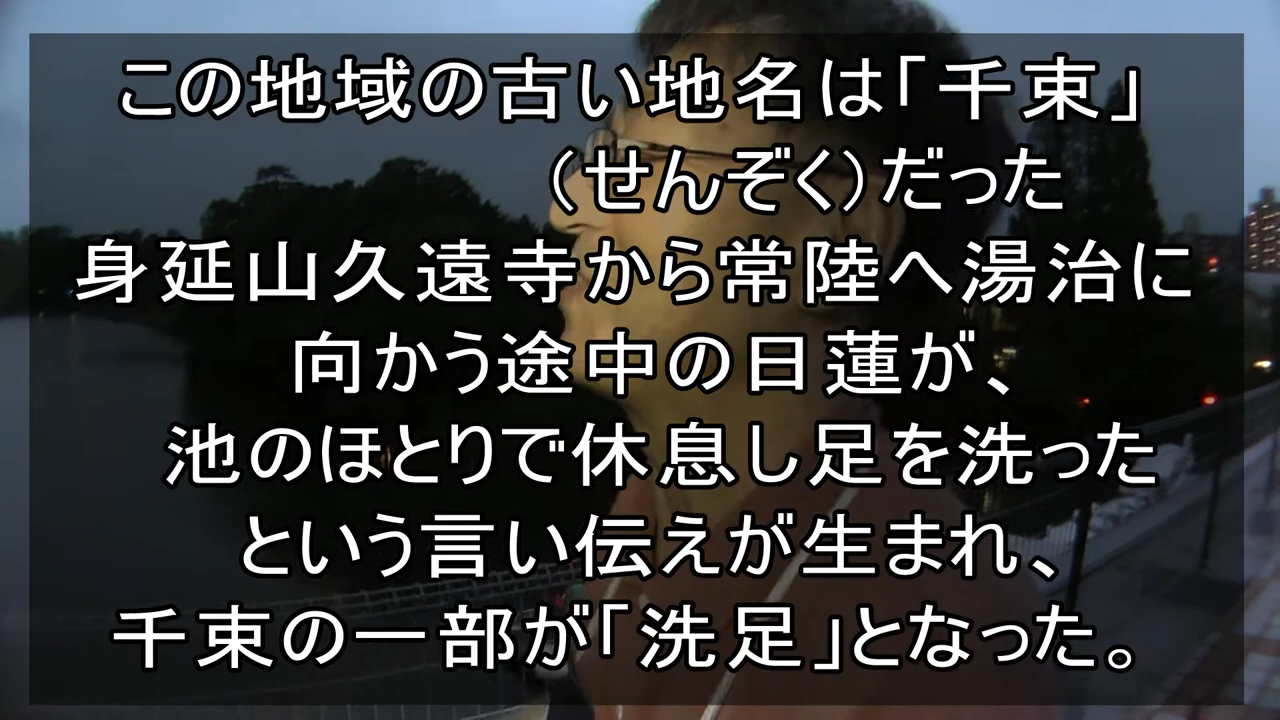 この地域の古い地名は「千束」
（せんぞく）だった
身延山久遠寺から常陸へ湯治に
向かう途中の日蓮が、
池のほとりで休息し足を洗った
という言い伝えが生まれ、
千束の一部が「洗足」となった。